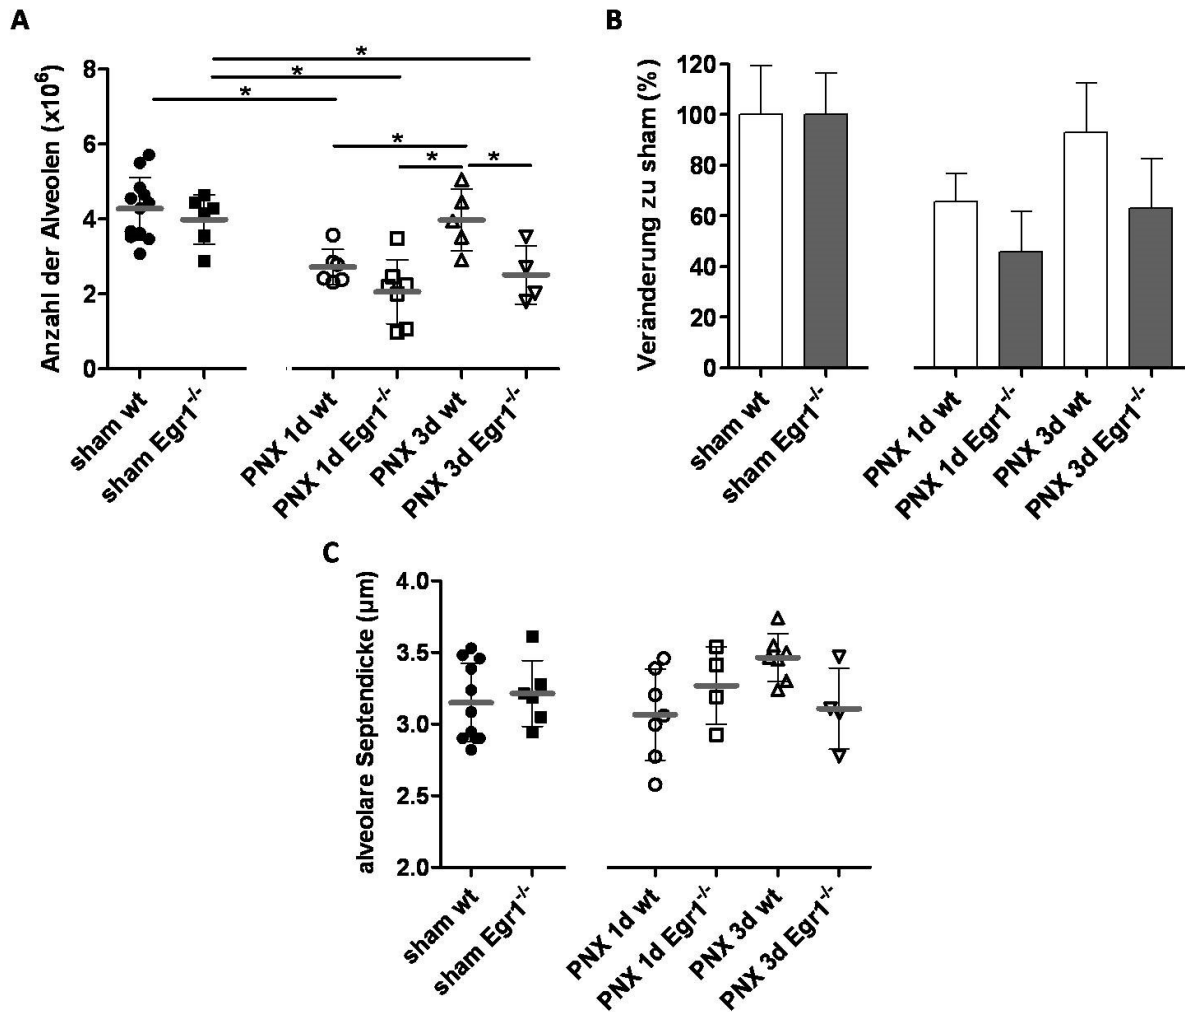 A
Anzahl der Alveolen (x10⁶)
8
6
4
2
0
*
*
*
*
*
*
sham wt
sham Egr1⁻/⁻
PNX 1d wt
PNX 1d Egr1⁻/⁻
PNX 3d wt
PNX 3d Egr1⁻/⁻
B
Veränderung zu sham (%)
120
100
80
60
40
20
0
sham wt
sham Egr1⁻/⁻
PNX 1d wt
PNX 1d Egr1⁻/⁻
PNX 3d wt
PNX 3d Egr1⁻/⁻
C
alveolare Septendicke (µm)
4.0
3.5
3.0
2.5
2.0
sham wt
sham Egr1⁻/⁻
PNX 1d wt
PNX 1d Egr1⁻/⁻
PNX 3d wt
PNX 3d Egr1⁻/⁻